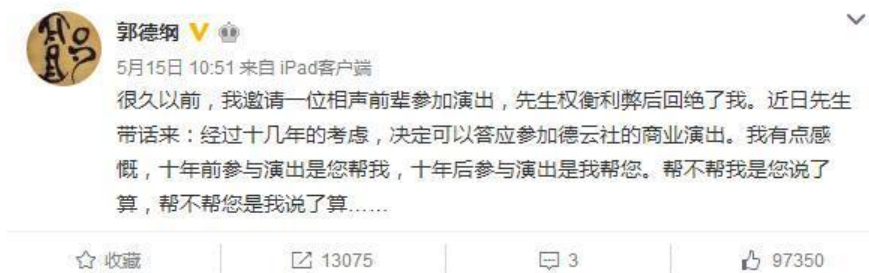 郭德纲
5月15日 10:51 来自 iPad客户端
很久以前，我邀请一位相声前辈参加演出，先生权衡利弊后回绝了我。近日先生
带话来：经过十几年的考虑，决定可以答应参加德云社的商业演出。我有点感
慨，十年前参与演出是您帮我，十年后参与演出是我帮您。帮不帮我是您说了
算，帮不帮您是我说了算……
收藏 13075 3 97350